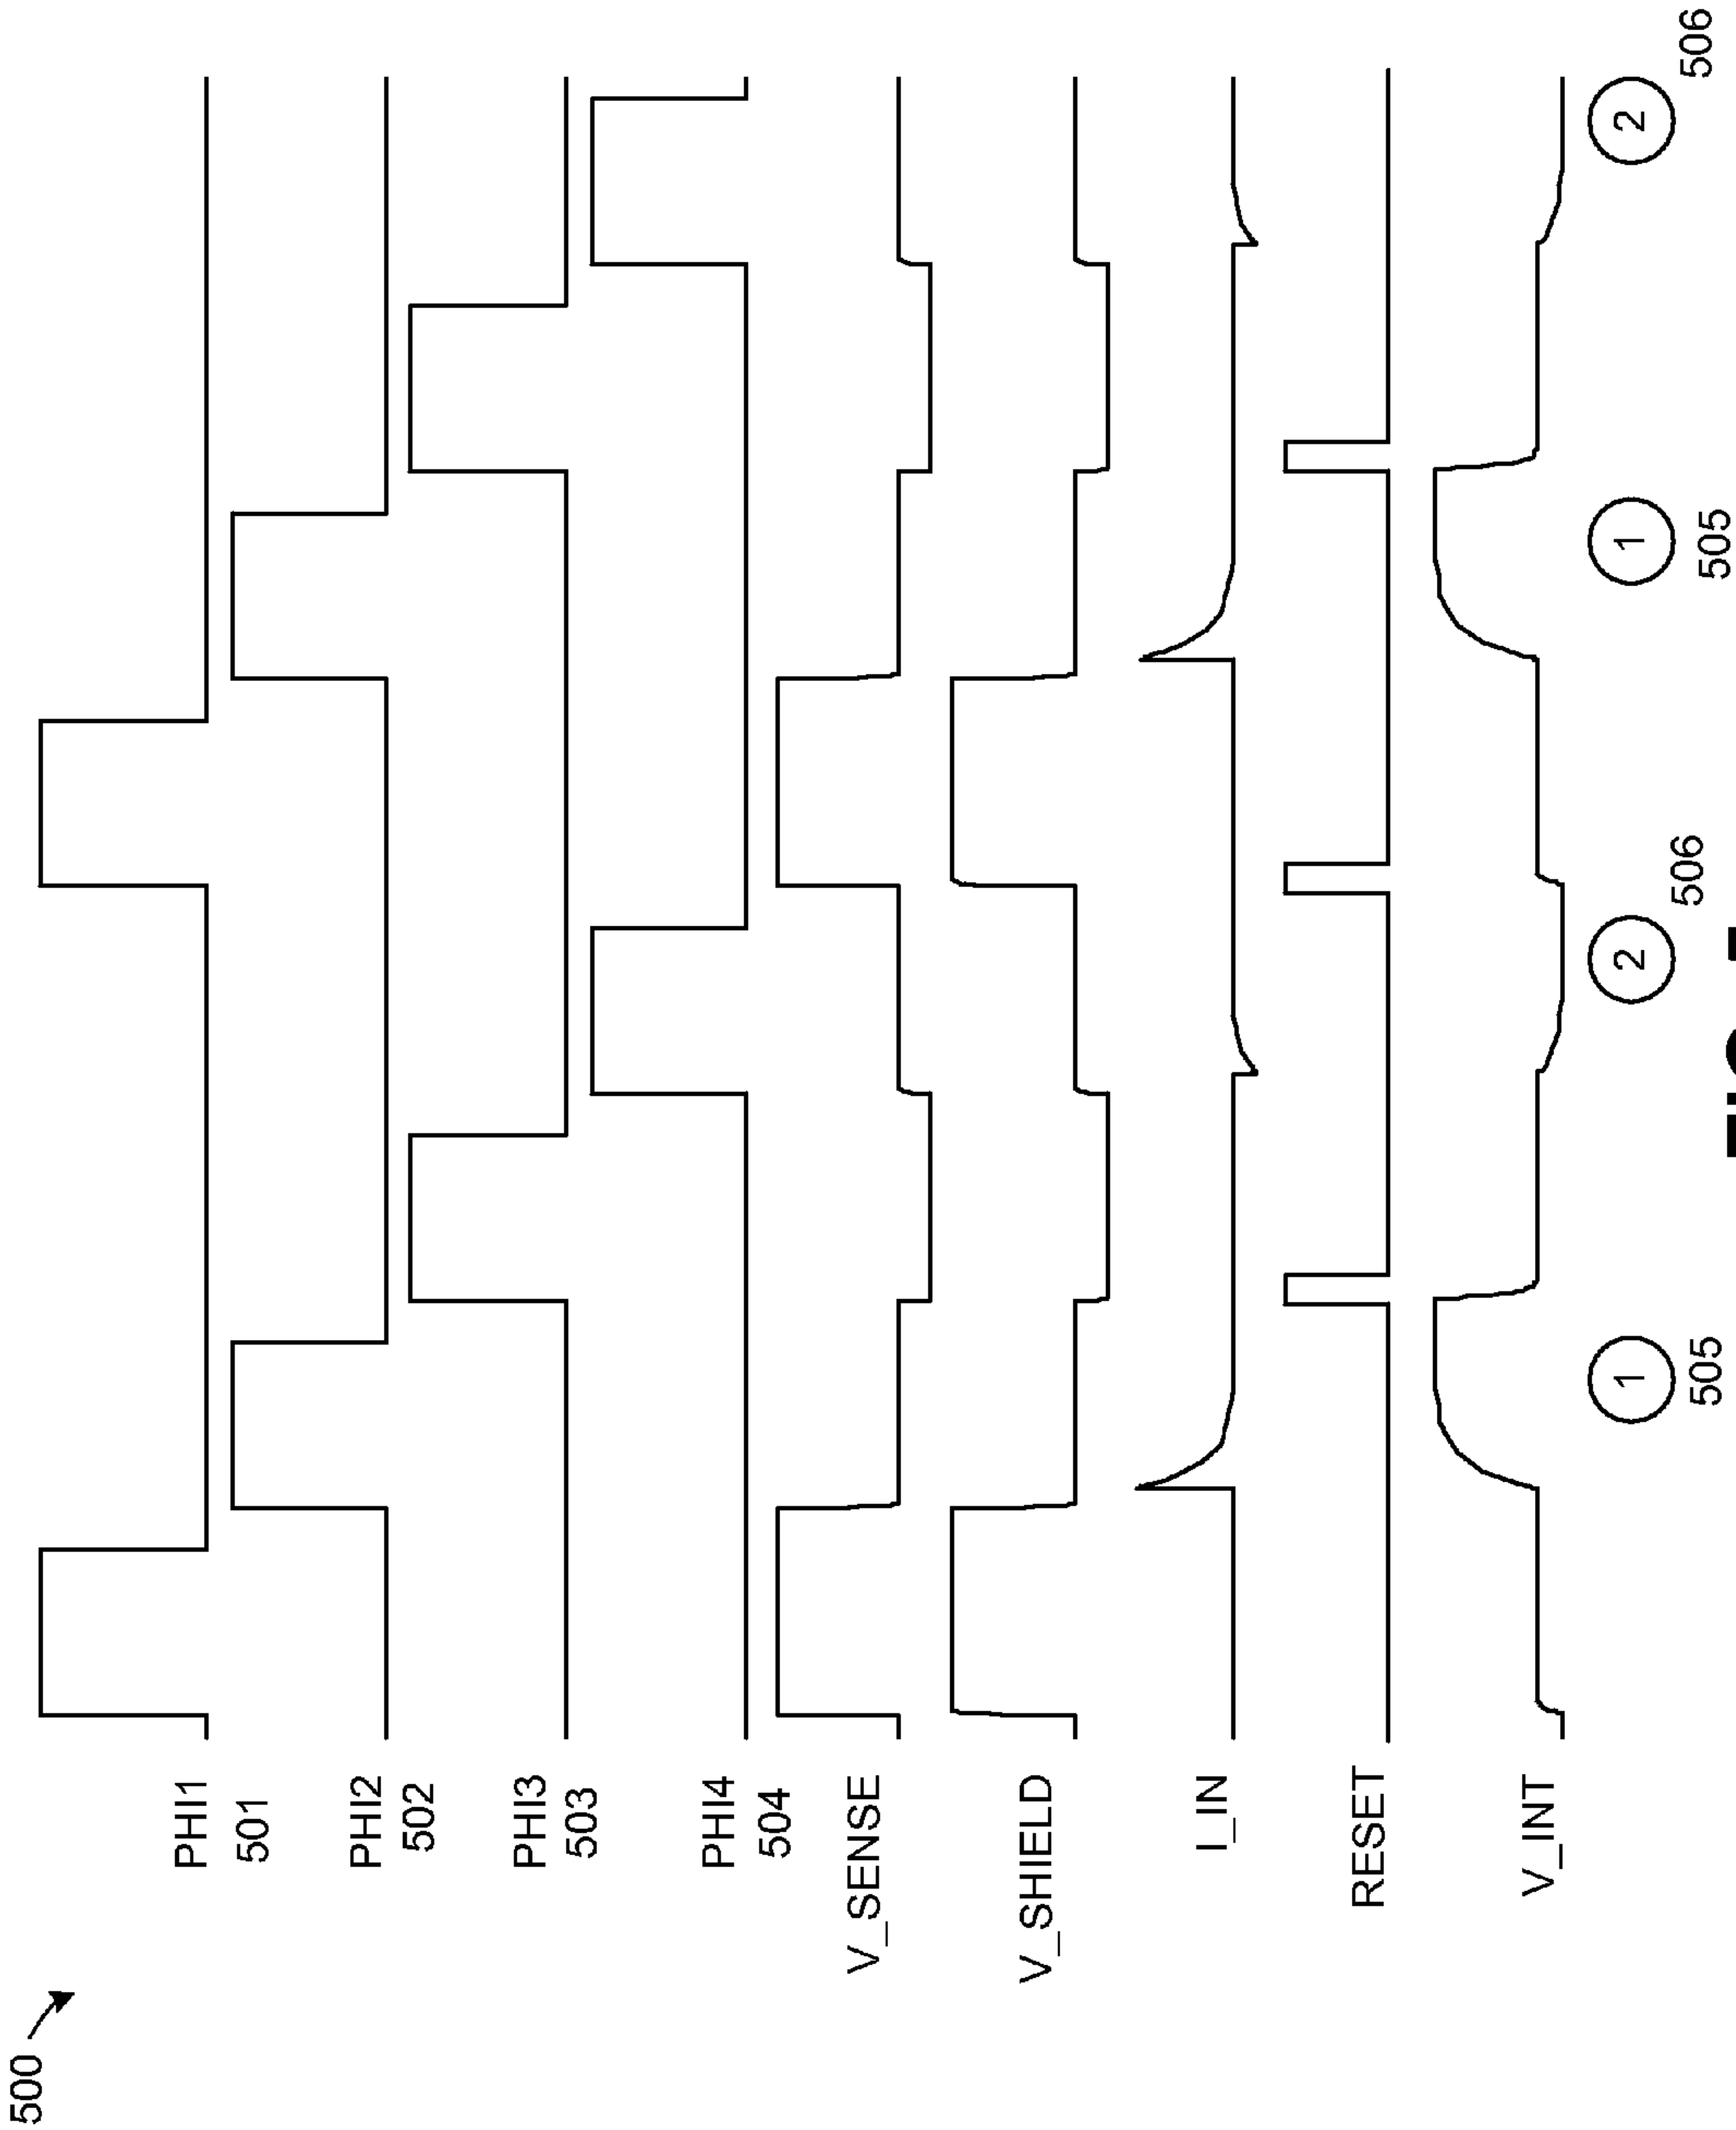 500
PHI1
501
PHI2
502
PHI3
503
PHI4
504
V_SENSE
V_SHIELD
I_IN
RESET
V_INT
1
2
1
2
505
506
505
506